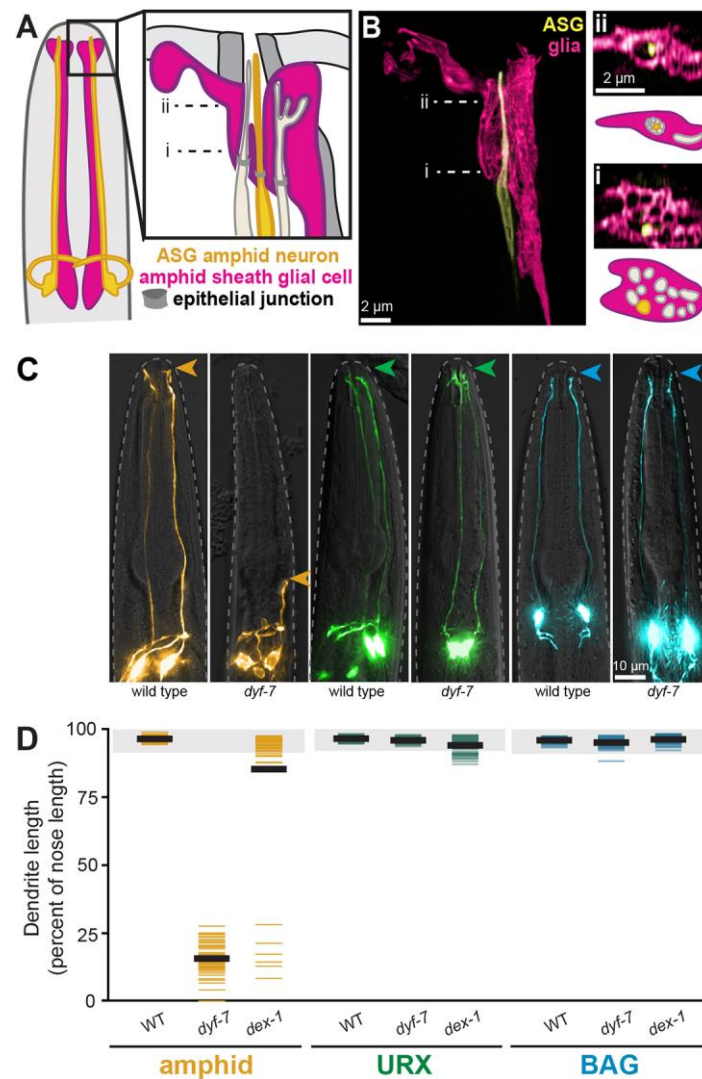 A
ii
i
ASG amphid neuron
amphid sheath glial cell
epithelial junction
B
ASG
glia
ii
i
2 µm
ii
2 µm
i
C
wild type
dyf-7
wild type
dyf-7
wild type
dyf-7
10 µm
D
Dendrite length
(percent of nose length)
100
75
50
25
0
WT
dyf-7
dex-1
WT
dyf-7
dex-1
WT
dyf-7
dex-1
amphid
URX
BAG